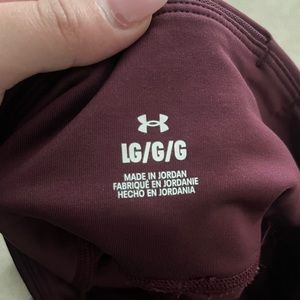 LG/G/G
MADE IN JORDAN
FABRIQUÉ EN JORDANIE
HECHO EN JORDANIA